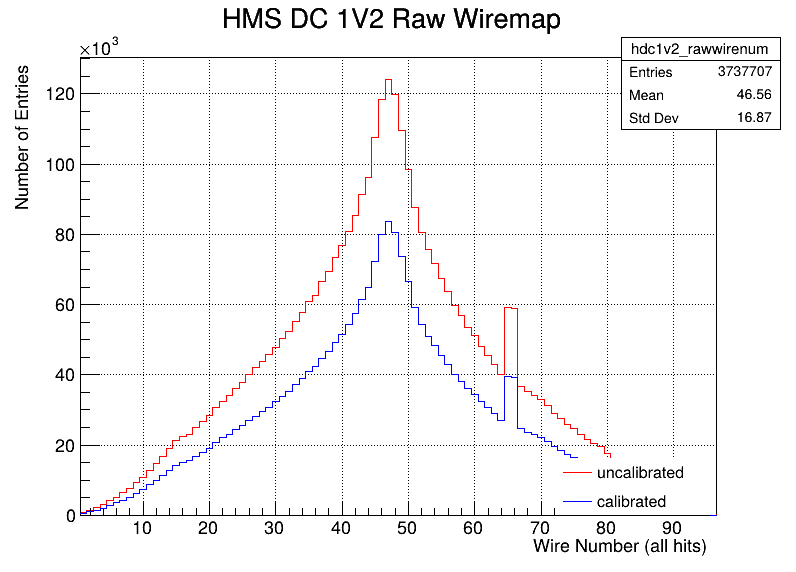 HMS DC 1V2 Raw Wiremap
×10³
hdc1v2_rawwirenum
Entries 3737707
Mean 46.56
Std Dev 16.87
Number of Entries
120
100
80
60
40
20
0
uncalibrated
calibrated
10 20 30 40 50 60 70 80 90
Wire Number (all hits)